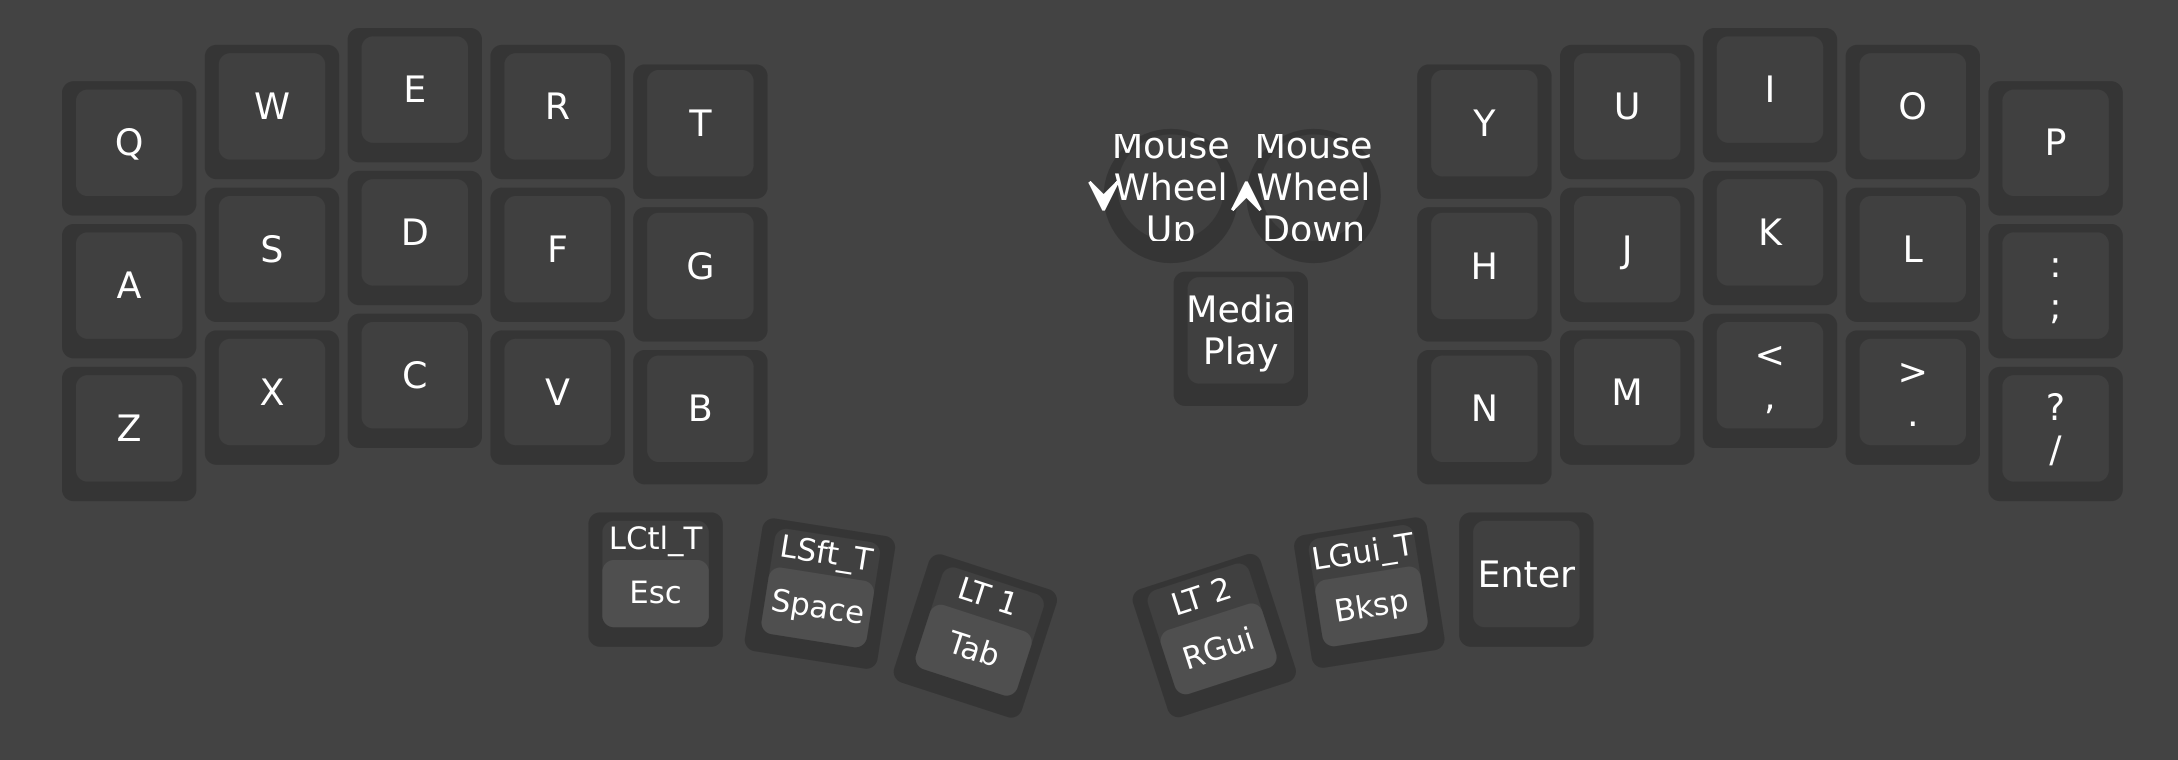 Q
W
E
R
T
A
S
D
F
G
Z
X
C
V
B
Mouse
Wheel
Up
Mouse
Wheel
Down
Media
Play
Y
U
I
O
P
H
J
K
L
:
;
N
M
<
,
>
.
?
/
LCtl_T
Esc
LSft_T
Space
LT 1
Tab
LT 2
RGui
LGui_T
Bksp
Enter